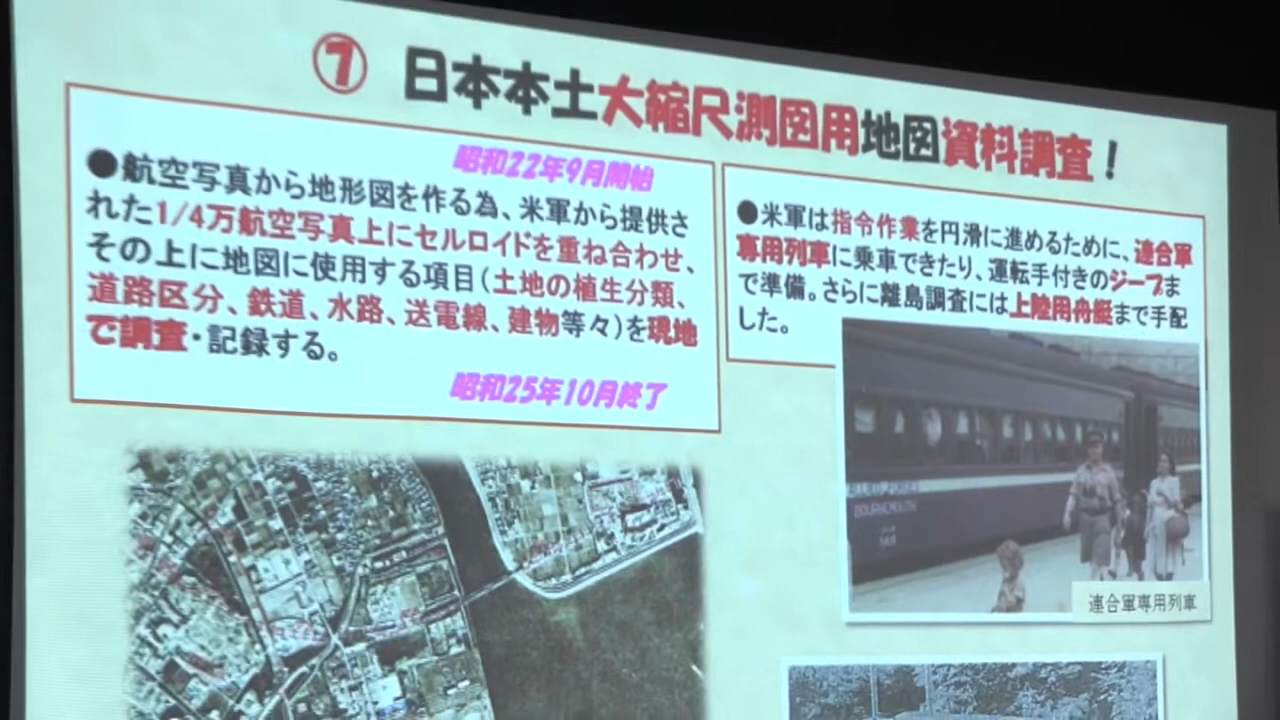 ⑦ 日本本土大縮尺測図用地図資料調査！
昭和22年9月開始
●航空写真から地形図を作る為、米軍から提供さ
れた1/4万航空写真上にセルロイドを重ね合わせ、
その上に地図に使用する項目(土地の植生分類、
道路区分、鉄道、水路、送電線、建物等々)を現地
で調査・記録する。
昭和25年10月終了
●米軍は指令作業を円滑に進めるために、連合軍
専用列車に乗車できたり、運転手付きのジープま
で準備。さらに離島調査には上陸用舟艇まで手配
した。
BOURNEMOUTH
連合軍専用列車